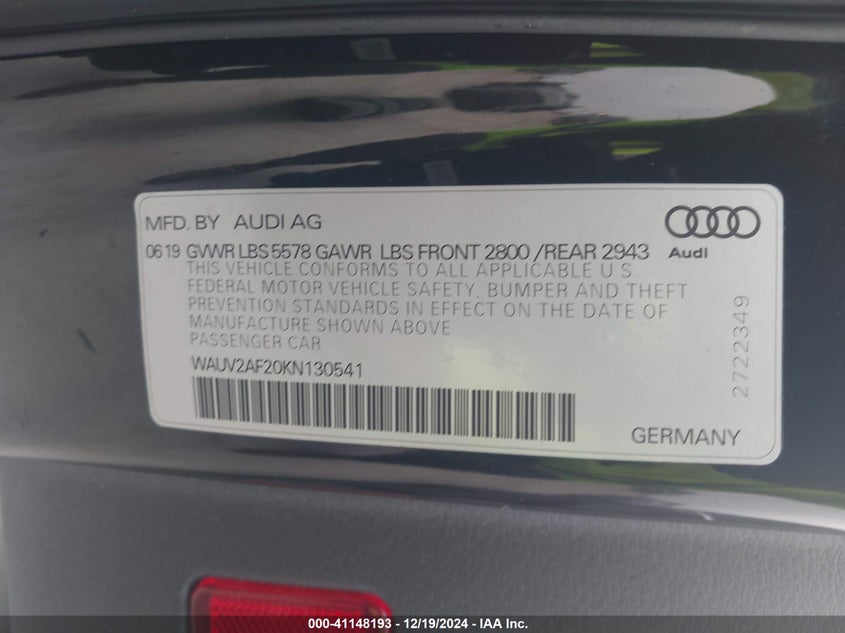 MFD. BY AUDI AG
Audi
06 19 GVWR LBS 5578 GAWR LBS FRONT 2800 /REAR 2943
THIS VEHICLE CONFORMS TO ALL APPLICABLE U.S.
FEDERAL MOTOR VEHICLE SAFETY, BUMPER AND THEFT
PREVENTION STANDARDS IN EFFECT ON THE DATE OF
MANUFACTURE SHOWN ABOVE
PASSENGER CAR
WAUV2AF20KN130541
2722349
GERMANY
000-41148193 - 12/19/2024 - IAA Inc.